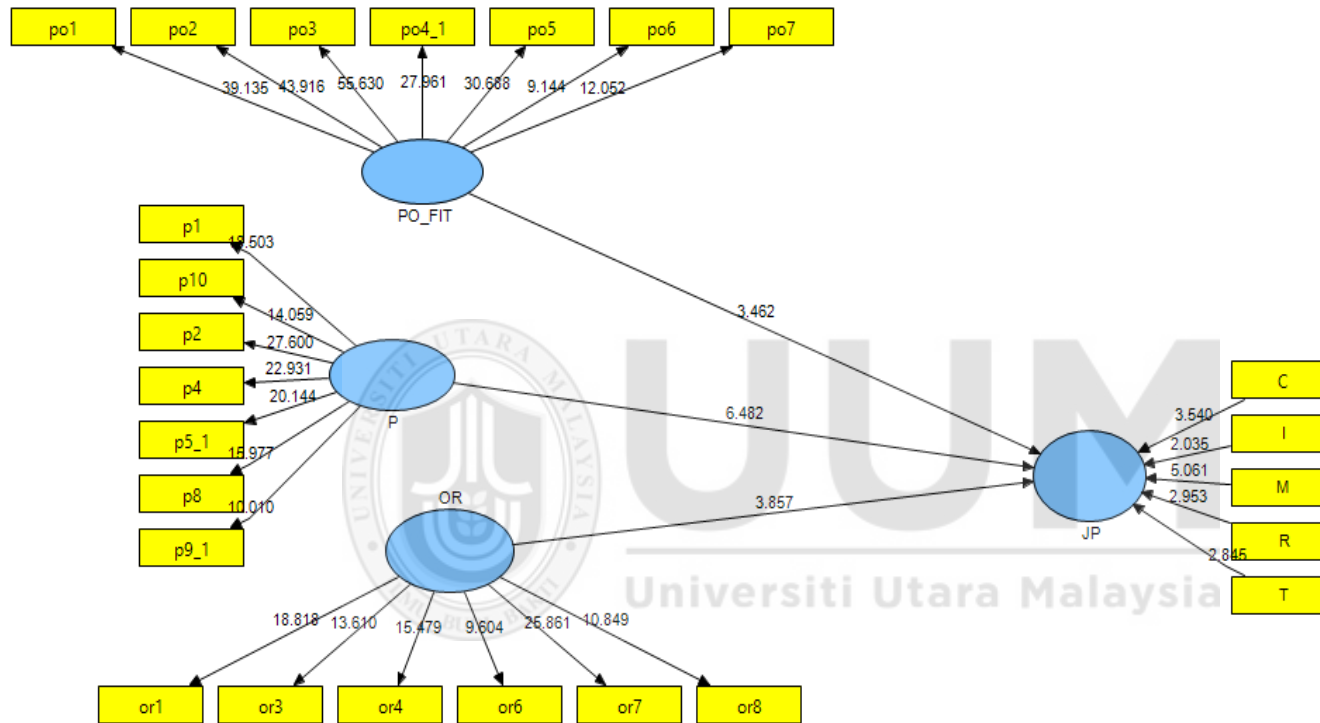 po1 po2 po3 po4_1 po5 po6 po7
39.135 43.916 55.630 27.961 30.688 9.144 12.052
PO_FIT
3.462
p1
p10
14.059
p2
27.600
p4
22.931
p5_1
20.144
p8
15.977
p9_1
10.010
P
6.482
OR
3.857
18.818 13.610 15.479 9.604 25.861 10.849
or1 or3 or4 or6 or7 or8
C
3.540
I
2.035
M
5.061
R
2.953
T
2.845
JP
UNIVERSITI UTARA MALAYSIA
UUM
Universiti Utara Malaysia